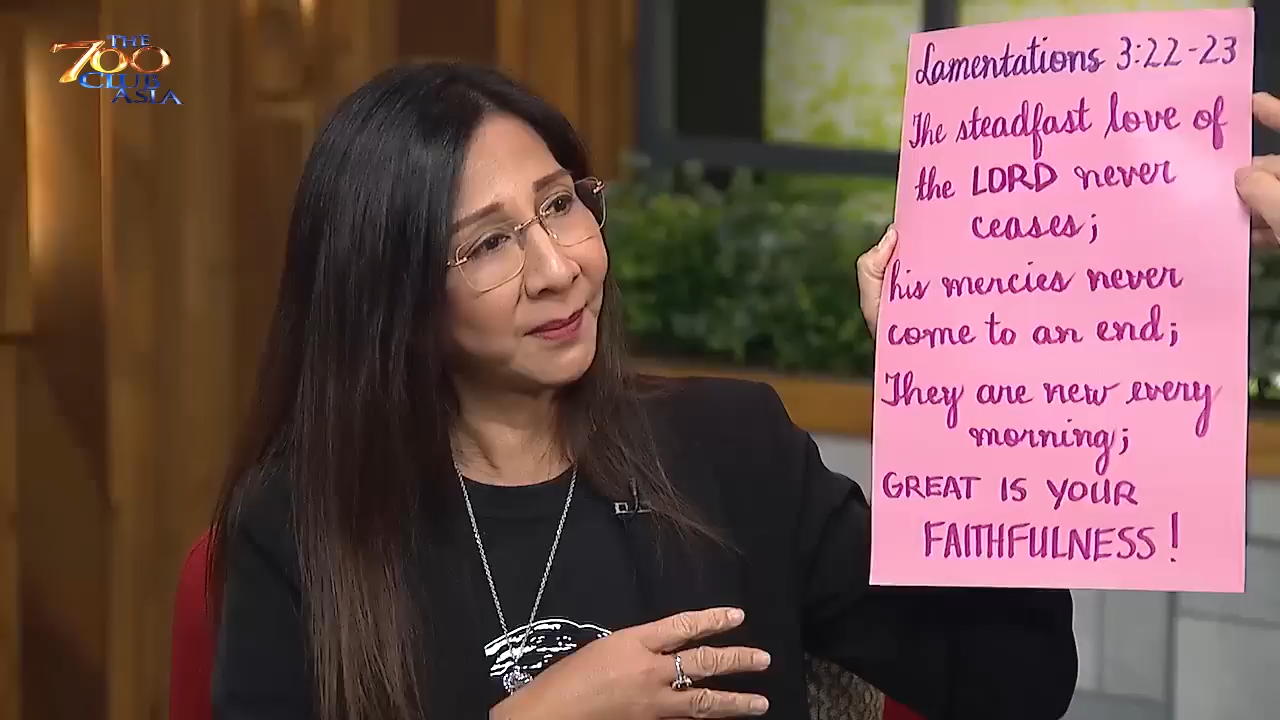 THE
700
CLUB
ASIA
Lamentations 3:22-23
The steadfast love of
the LORD never
ceases;
his mercies never
come to an end;
They are new every
morning;
GREAT IS YOUR
FAITHFULNESS!